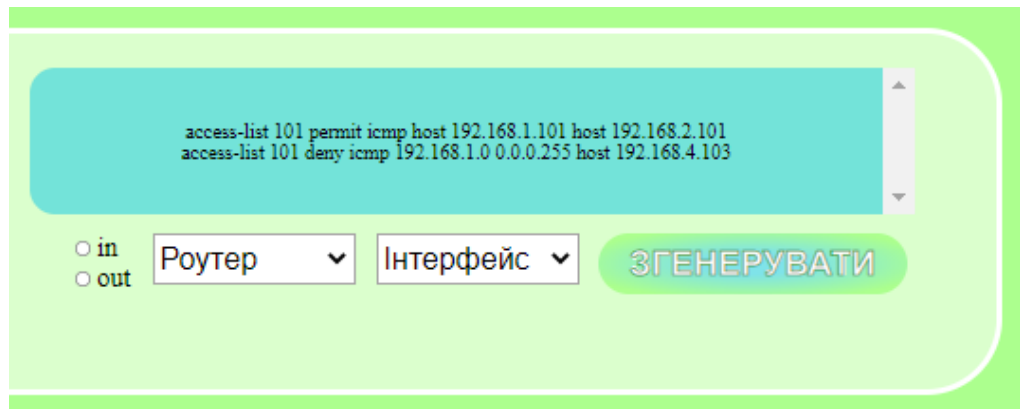 access-list 101 permit icmp host 192.168.1.101 host 192.168.2.101
access-list 101 deny icmp 192.168.1.0 0.0.0.255 host 192.168.4.103
in
out
Роутер
Інтерфейс
ЗГЕНЕРУВАТИ